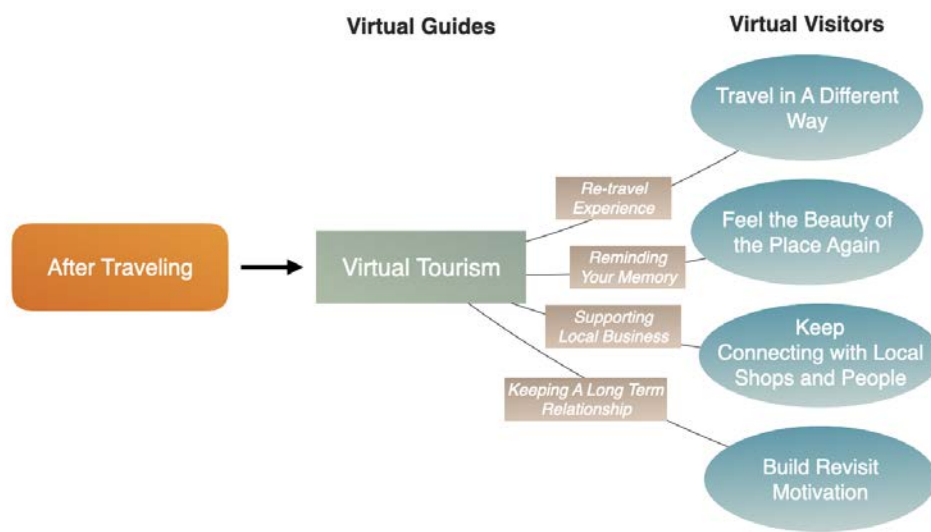 Virtual Guides
Virtual Visitors
Travel in A Different
Way
Re-travel
Experience
Feel the Beauty of
the Place Again
After Traveling
Virtual Tourism
Reminding
Your Memory
Supporting
Local Business
Keep
Connecting with Local
Shops and People
Keeping A Long Term
Relationship
Build Revisit
Motivation